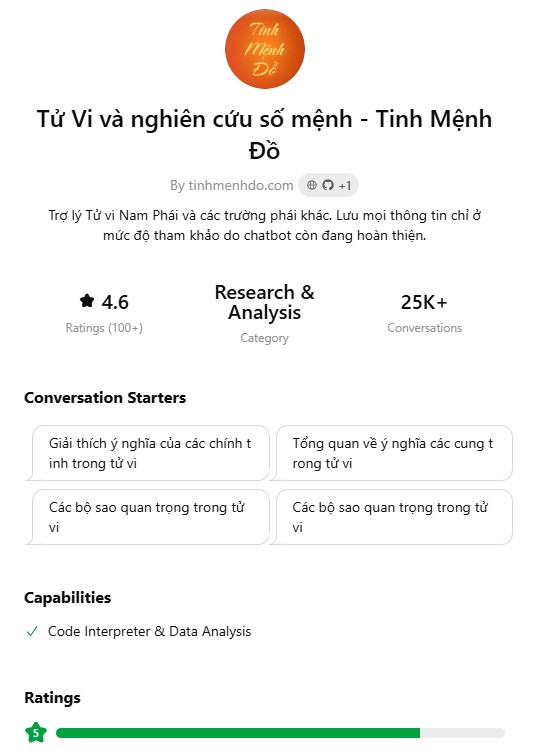 Tinh
Mệnh
Đồ
Tử Vi và nghiên cứu số mệnh - Tinh Mệnh
Đồ
By tinhmenhdo.com +1
Trợ lý Tử vi Nam Phái và các trường phái khác. Lưu mọi thông tin chỉ ở
mức độ tham khảo do chatbot còn đang hoàn thiện.
4.6
Ratings (100+)
Research &
Analysis
Category
25K+
Conversations
Conversation Starters
Giải thích ý nghĩa của các chính t
inh trong tử vi
Tổng quan về ý nghĩa các cung t
rong tử vi
Các bộ sao quan trọng trong tử
vi
Các bộ sao quan trọng trong tử
vi
Capabilities
Code Interpreter & Data Analysis
Ratings
5